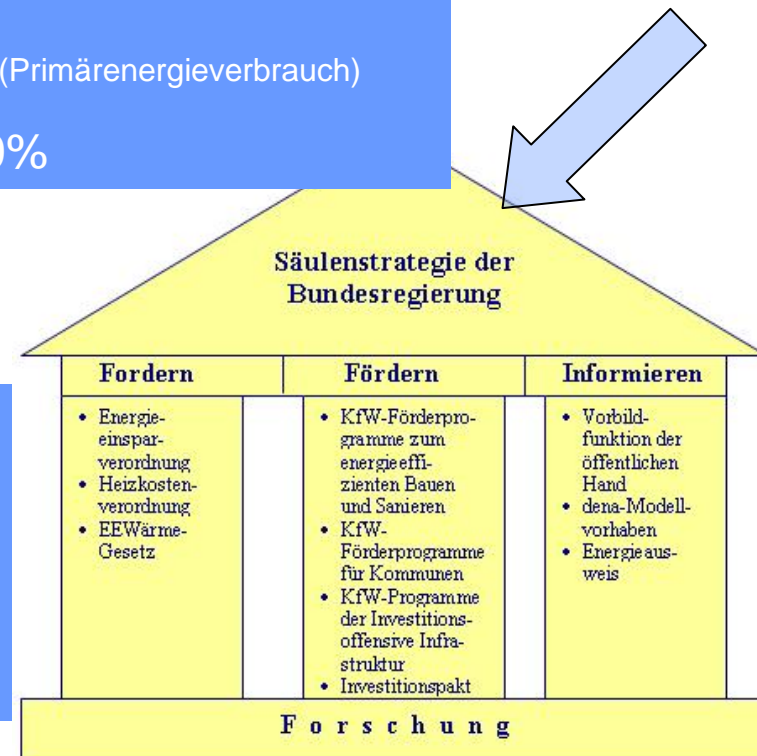 (Primärenergieverbrauch)
0%
Säulenstrategie der
Bundesregierung
Fordern
Fördern
Informieren
• Energie-
einspar-
verordnung
• Heizkosten-
verordnung
• EEWärme-
Gesetz
• KfW-Förderpro-
gramme zum
energieeffi-
zienten Bauen
und Sanieren
• KfW-
Förderprogramme
für Kommunen
• KfW-Programme
der Investitions-
offensive Infra-
struktur
• Investitionspakt
• Vorbild-
funktion der
öffentlichen
Hand
• dena-Modell-
vorhaben
• Energieaus-
weis
Forschung